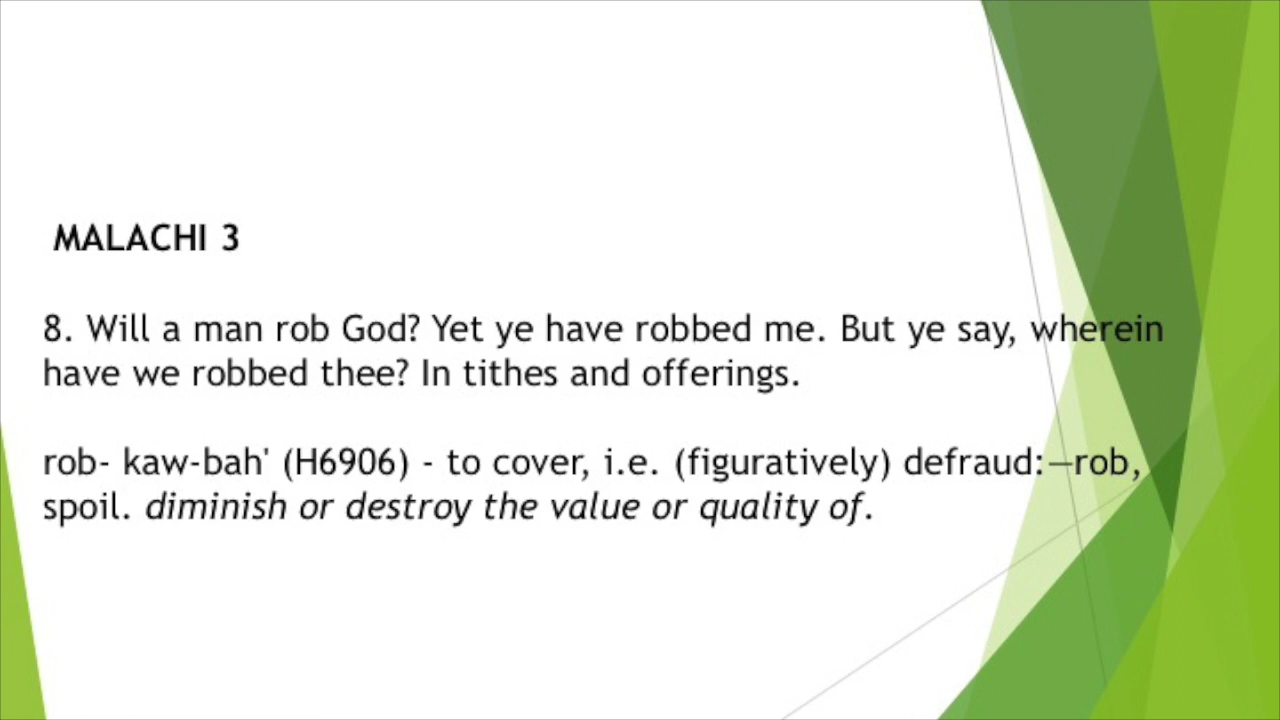 MALACHI 3
8. Will a man rob God? Yet ye have robbed me. But ye say, wherein
have we robbed thee? In tithes and offerings.
rob- kaw-bah' (H6906) - to cover, i.e. (figuratively) defraud:—rob,
spoil. diminish or destroy the value or quality of.